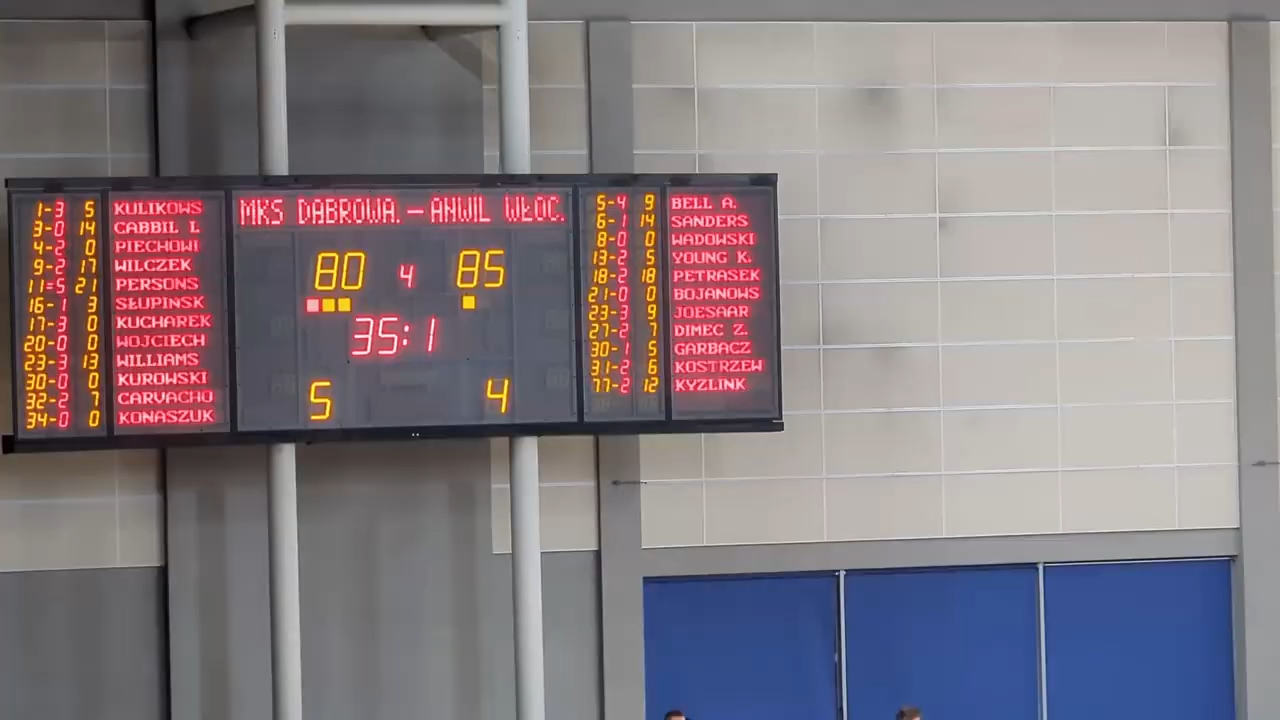 MKS DĄBROWA.-ANWIL WŁOC.
80 4 85
35:1
5 4
1-3 5 KULIKOWS
3-0 14 CABBIL L
4-2 0 PIECHOWI
9-2 17 WILCZEK
11=5 21 PERSONS
16-1 3 SŁUPIŃSK
17-3 0 KUCHAREK
20-0 0 WOJCIECH
23-3 13 WILLIAMS
30-0 0 KUROWSKI
32-2 7 CARVACHO
34-0 0 KONASZUK
5-4 9 BELL A.
6-1 14 SANDERS
8-0 0 WADOWSKI
13-2 5 YOUNG K.
18-2 18 PETRASEK
21-0 0 BOJANOWS
23-3 9 JOESAAR
27-2 7 DIMEC Z.
30-1 5 GARBACZ
31-2 6 KOSTRZEW
77-2 12 KYZLINK